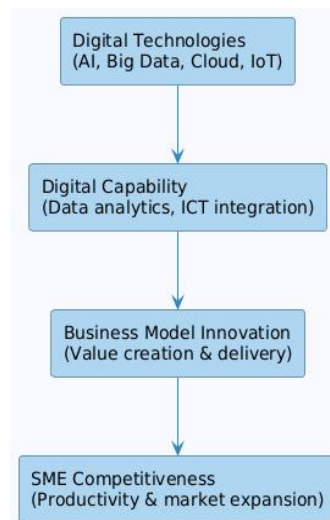 Digital Technologies
(AI, Big Data, Cloud, IoT)
Digital Capability
(Data analytics, ICT integration)
Business Model Innovation
(Value creation & delivery)
SME Competitiveness
(Productivity & market expansion)